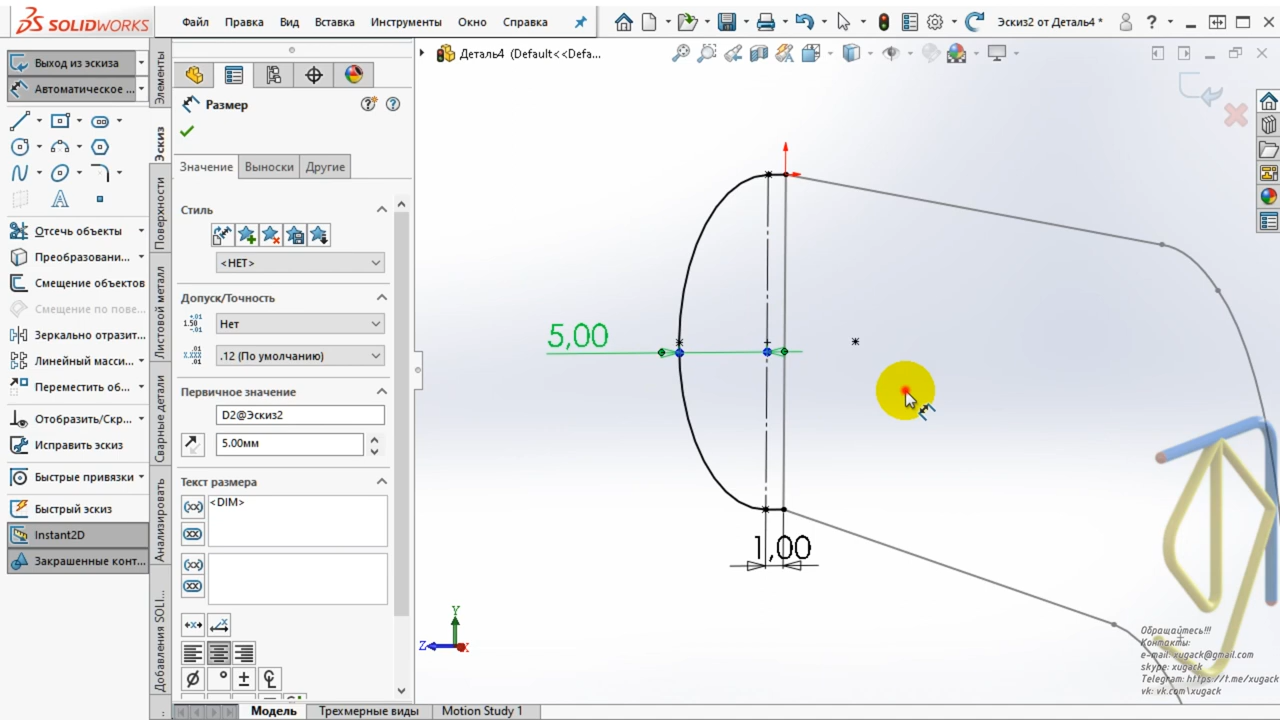 SOLIDWORKS
Файл
Правка
Вид
Вставка
Инструменты
Окно
Справка
Эскиз2 от Деталь4 *
?
Выход из эскиза
Автоматическое ...
Отсечь объекты
Преобразовани...
Смещение объектов
Смещение по пове...
Зеркально отразит...
Линейный масси...
Переместить об...
Отобразить/Скр...
Исправить эскиз
Быстрые привязки
Быстрый эскиз
Instant2D
Закрашенные конт...
Элементы
Эскиз
Поверхности
Листовой металл
Сварные детали
Анализировать
Добавления SOLI...
Размер
Значение
Выноски
Другие
Стиль
<НЕТ>
Допуск/Точность
Нет
.12 (По умолчанию)
Первичное значение
D2@Эскиз2
5.00мм
Текст размера
<DIM>
Деталь4 (Default<<Defa...
5,00
1,00
Y
Z
X
Обращайтесь!!!
Контакты:
e-mail: xugack@gmail.com
skype: xugack
Telegram: https://t.me/xugack
vk: vk.com\xugack
Модель
Трехмерные виды
Motion Study 1